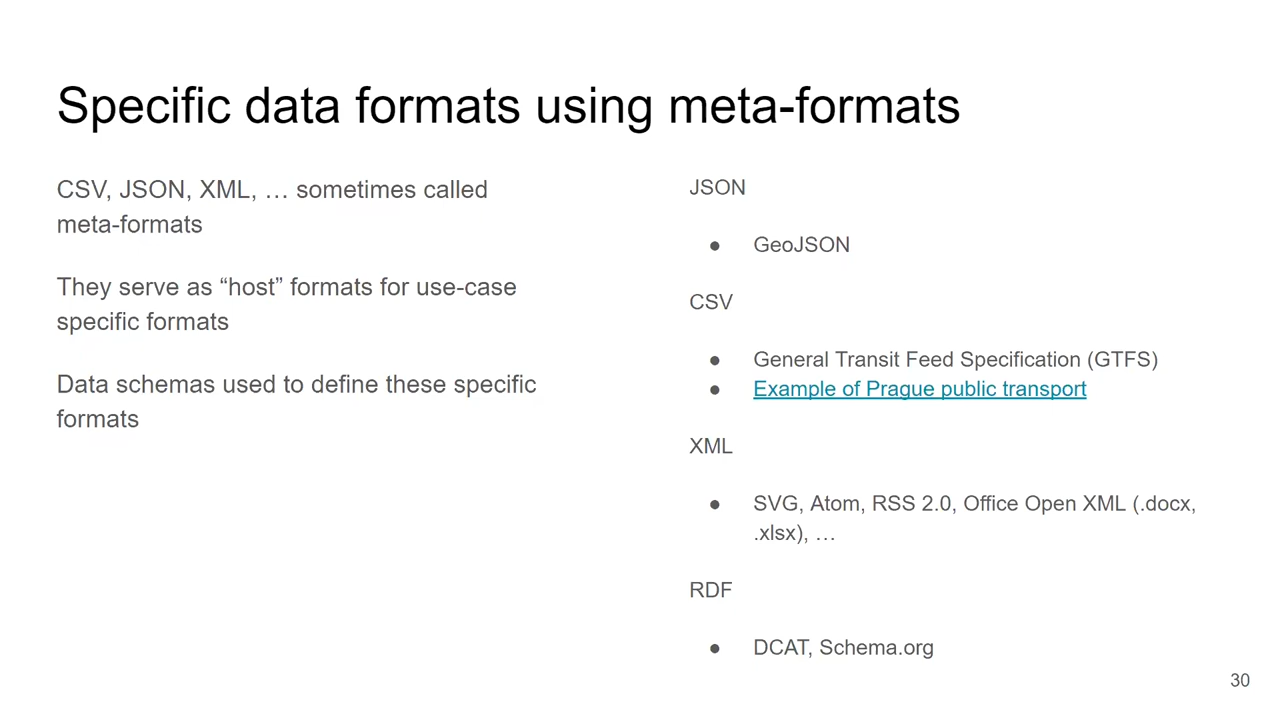 Specific data formats using meta-formats
CSV, JSON, XML, … sometimes called
meta-formats
They serve as “host” formats for use-case
specific formats
Data schemas used to define these specific
formats
JSON
● GeoJSON
CSV
● General Transit Feed Specification (GTFS)
● Example of Prague public transport
XML
● SVG, Atom, RSS 2.0, Office Open XML (.docx,
.xlsx), …
RDF
● DCAT, Schema.org
30